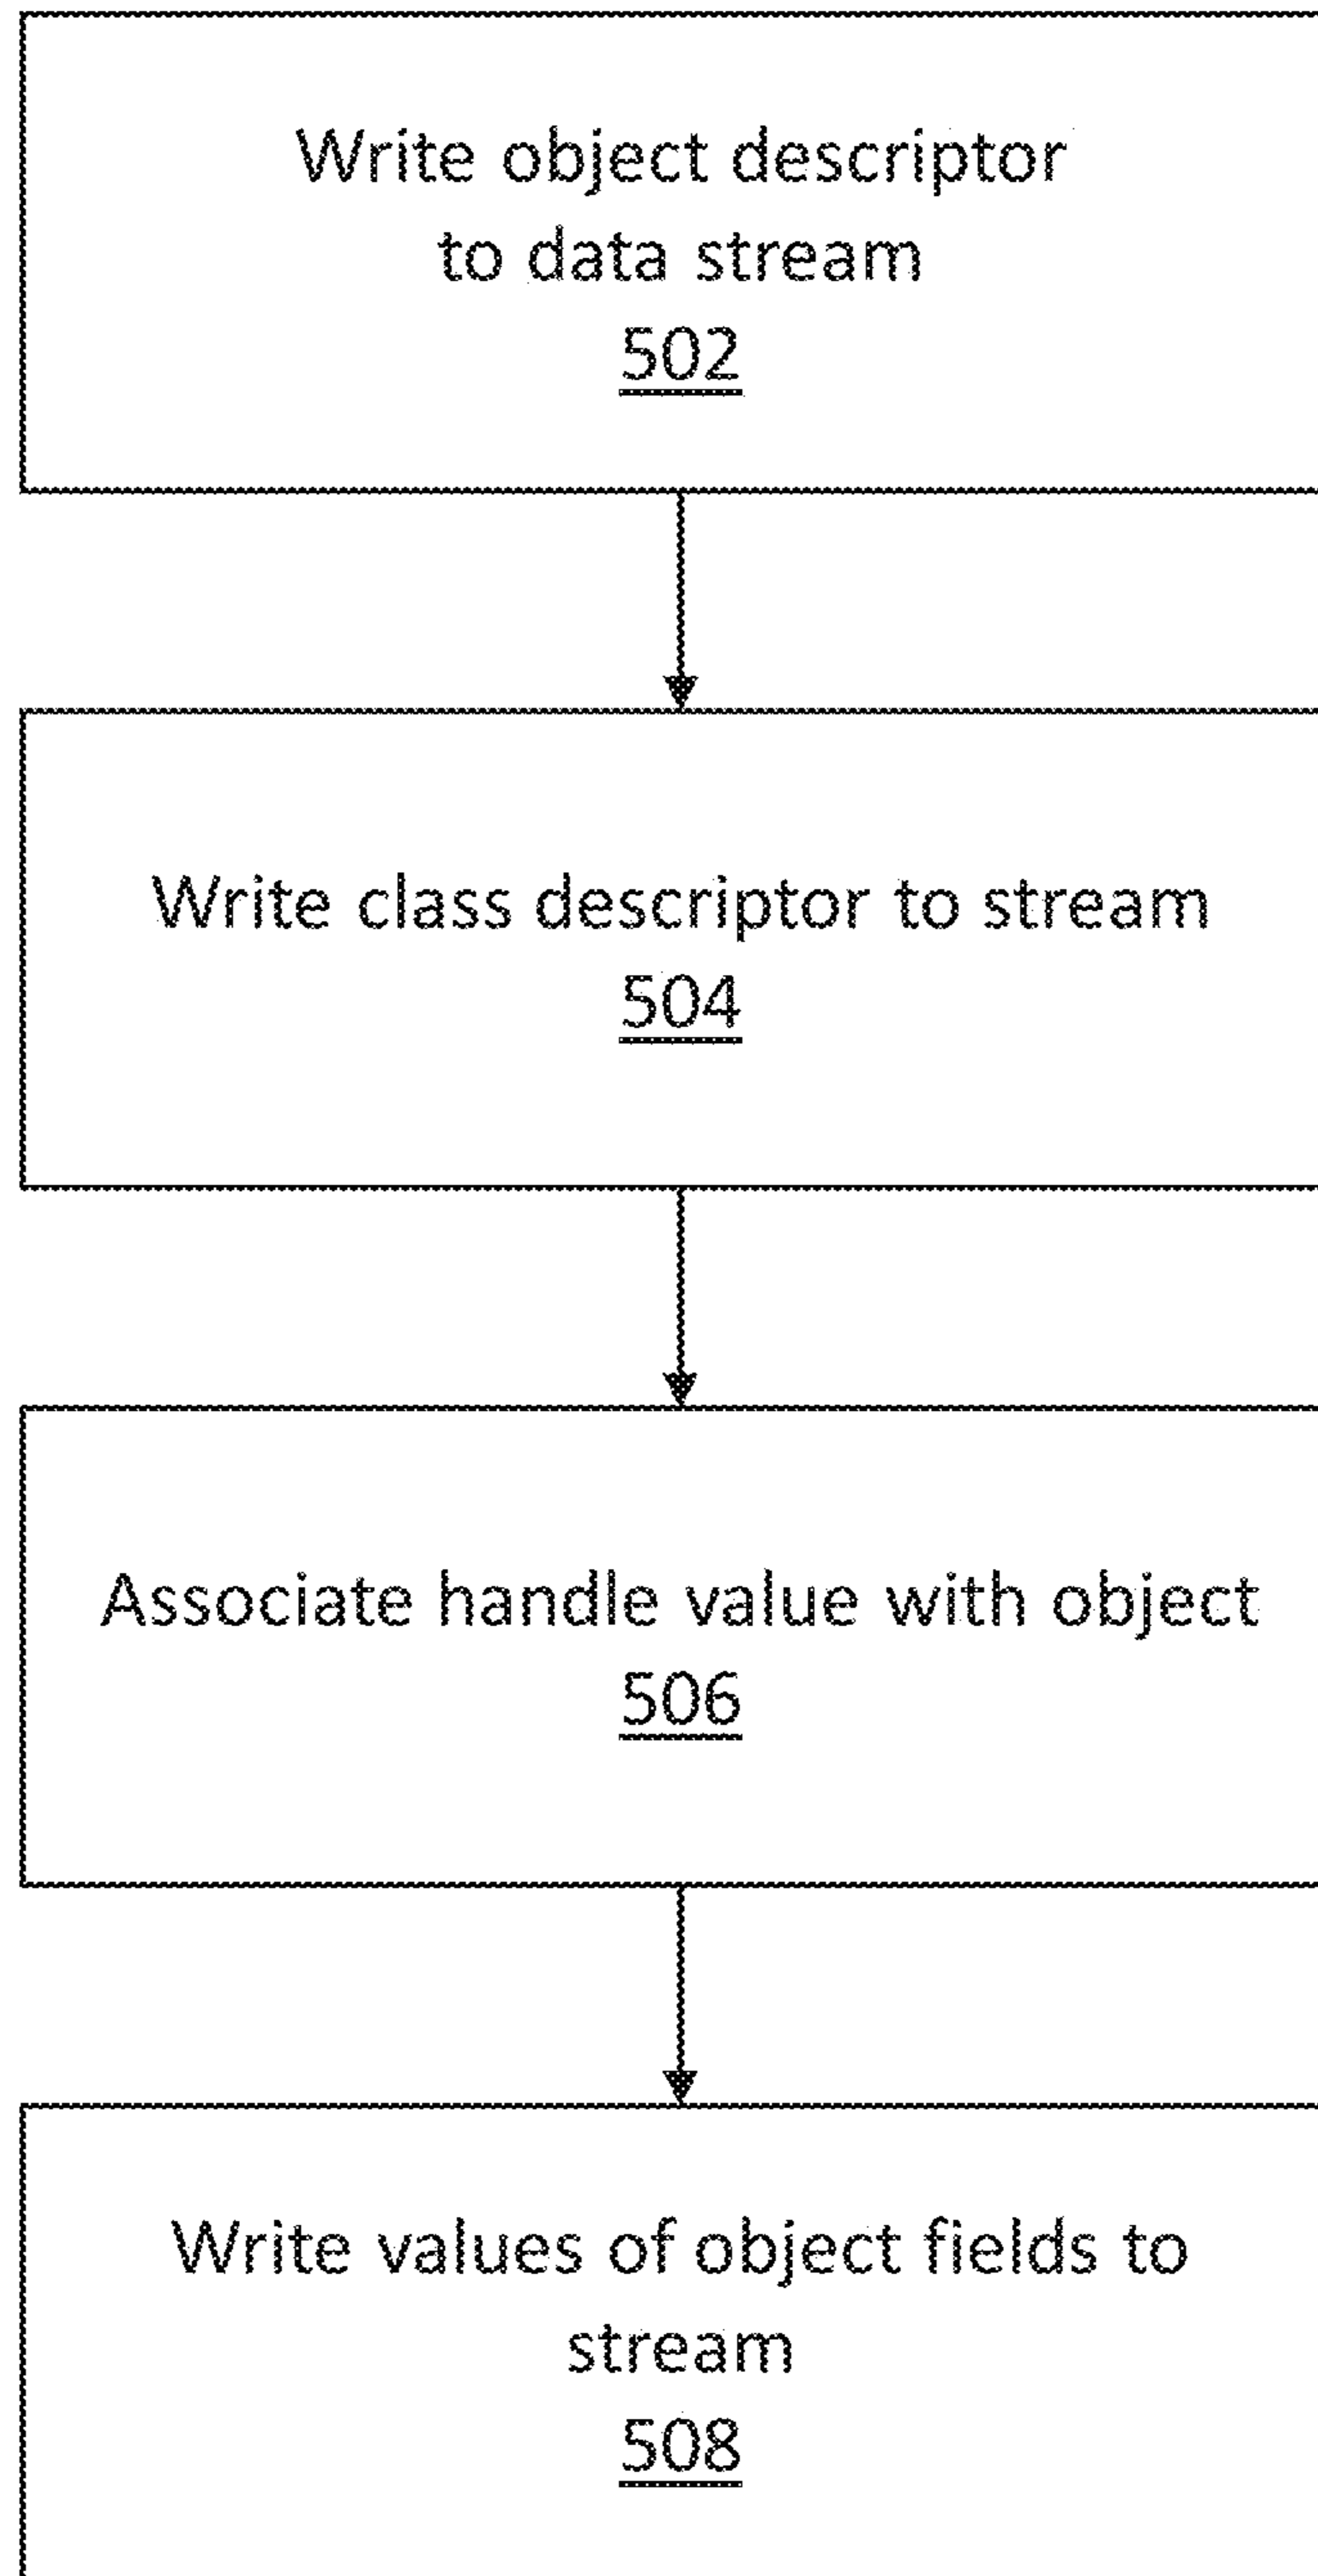 Write object descriptor
to data stream
502
Write class descriptor to stream
504
Associate handle value with object
506
Write values of object fields to
stream
508